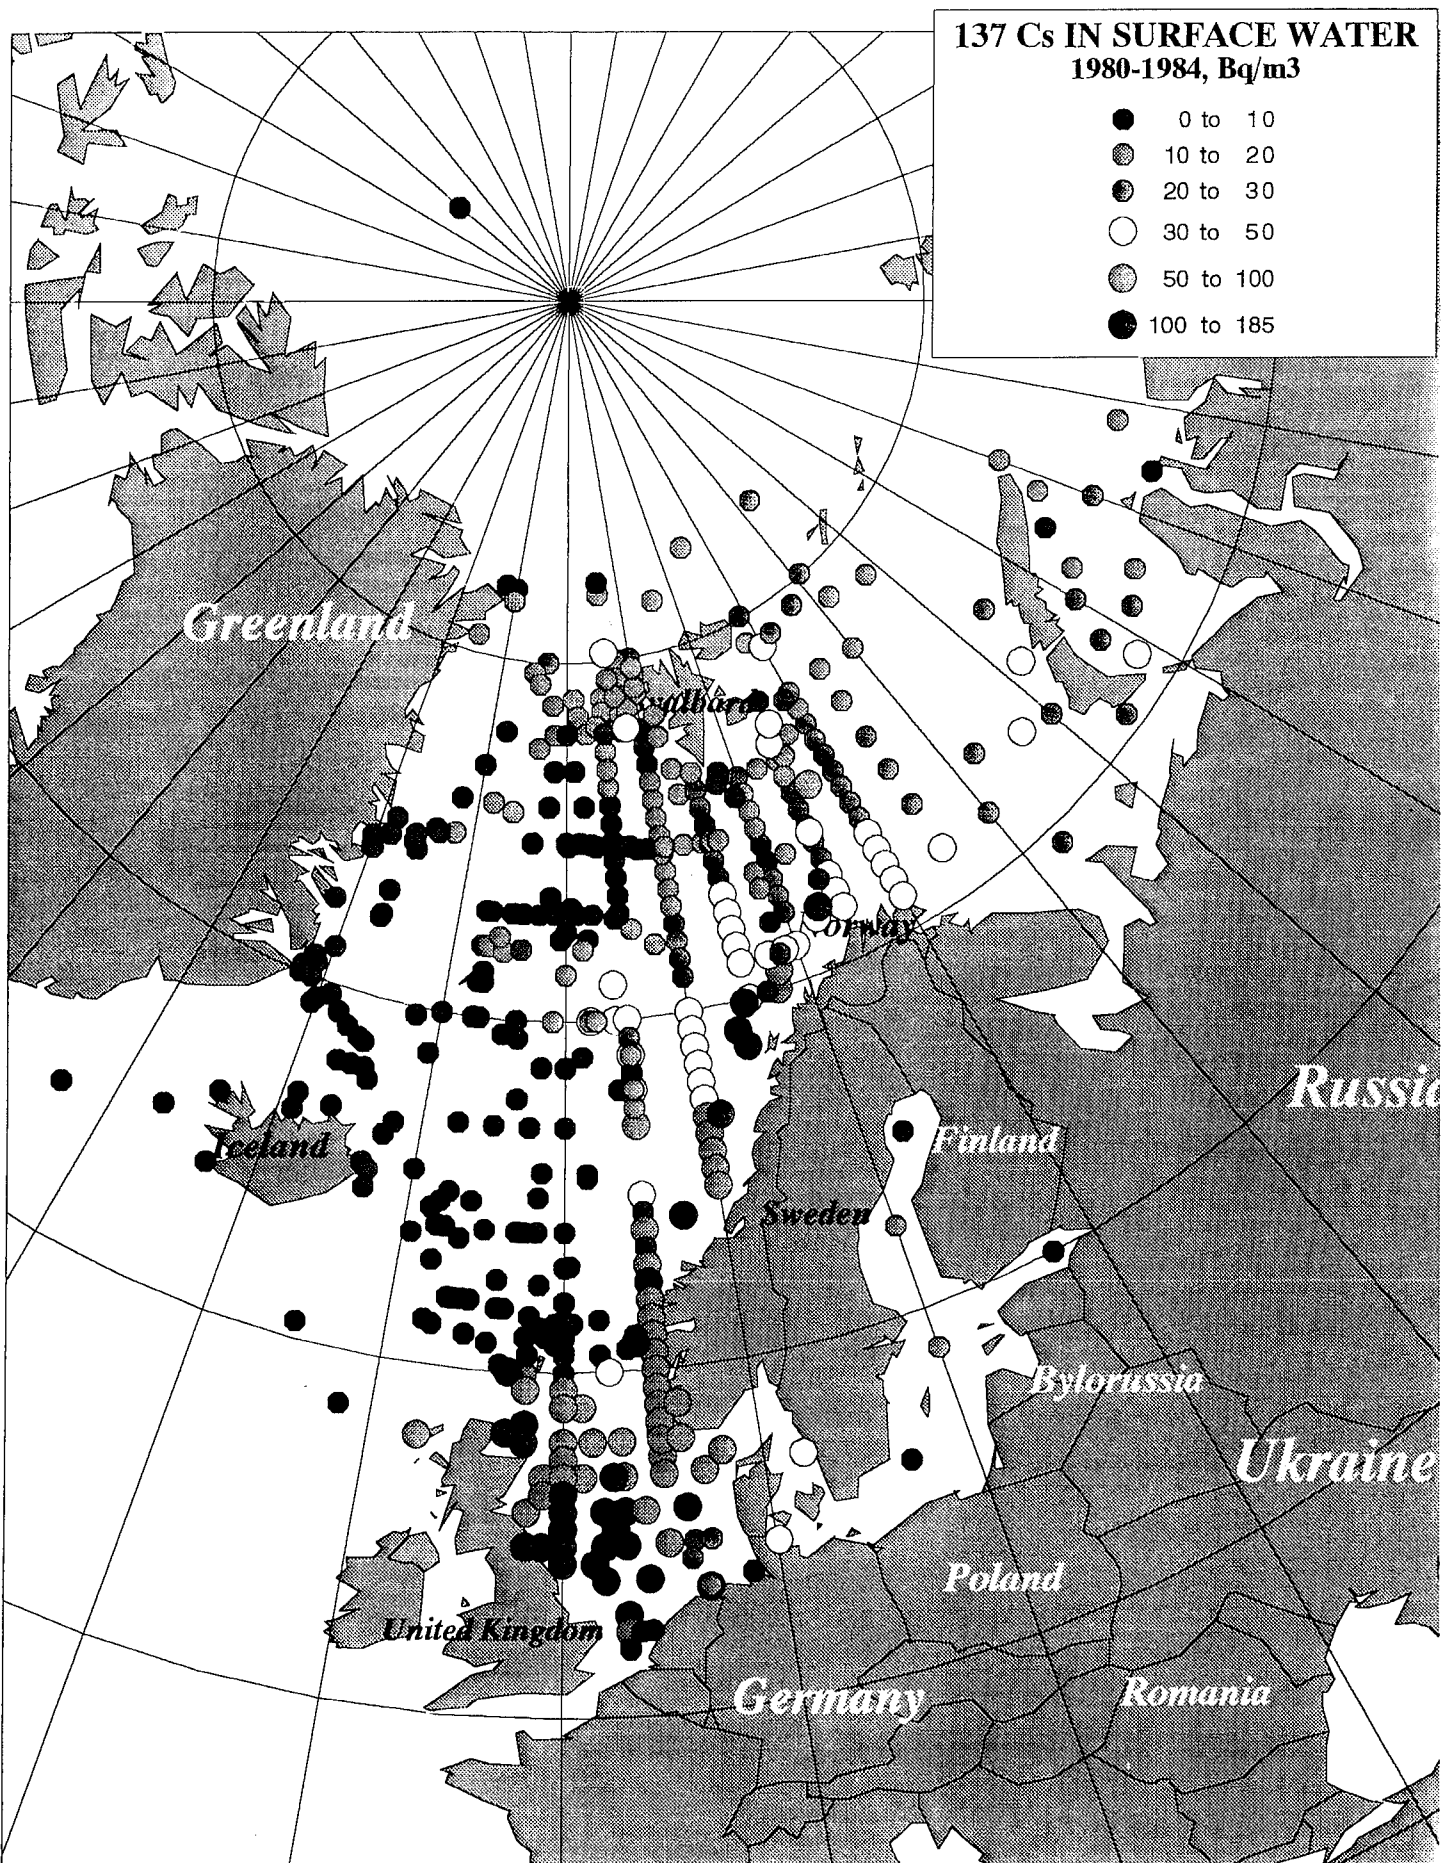 137 Cs IN SURFACE WATER
1980-1984, Bq/m3
0 to 10
10 to 20
20 to 30
30 to 50
50 to 100
100 to 185
Greenland
valbard
orway
Russia
Iceland
Finland
Sweden
Bylorussia
Ukraine
Poland
United Kingdom
Germany
Romania